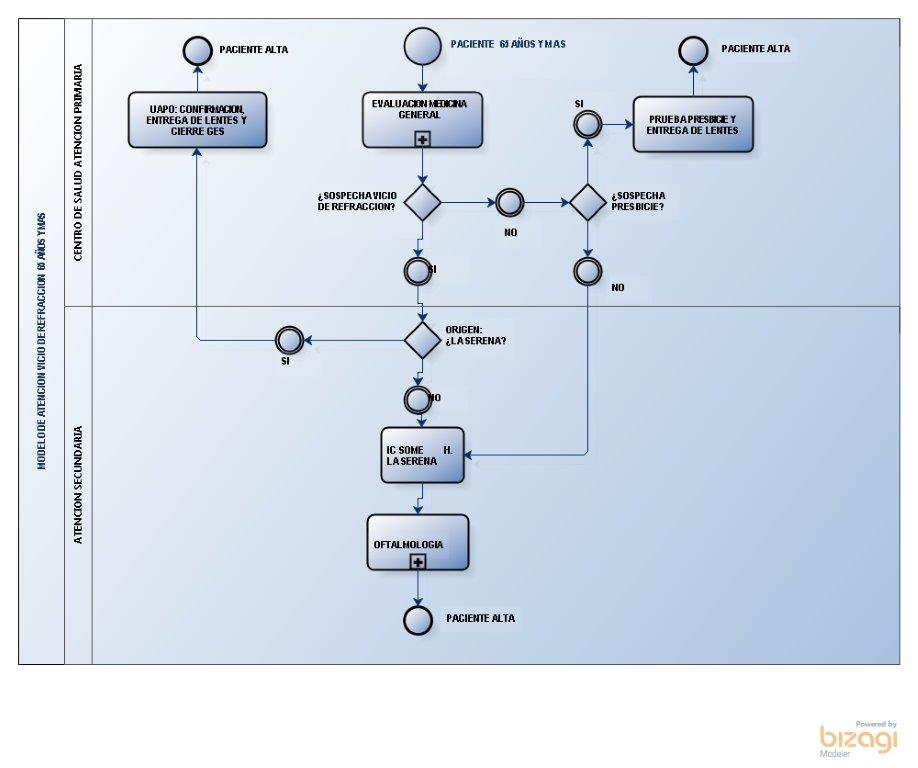 MODELO DE ATENCION VICIO DE REFRACCION 65 AÑOS Y MAS
CENTRO DE SALUD ATENCION PRIMARIA
PACIENTE ALTA
UAPO: CONFIRMACION,
ENTREGA DE LENTES Y
CIERRE GES
PACIENTE 65 AÑOS Y MAS
EVALUACION MEDICINA
GENERAL
PACIENTE ALTA
SI
PRUEBA PRESBICIE Y
ENTREGA DE LENTES
¿SOSPECHA VICIO
DE REFRACCION?
NO
¿SOSPECHA
PRESBICIE?
SI
NO
ATENCION SECUNDARIA
ORIGEN:
¿LA SERENA?
SI
NO
IC SOME H.
LA SERENA
OFTALMOLOGIA
PACIENTE ALTA
Powered by
bizagi
Modeler